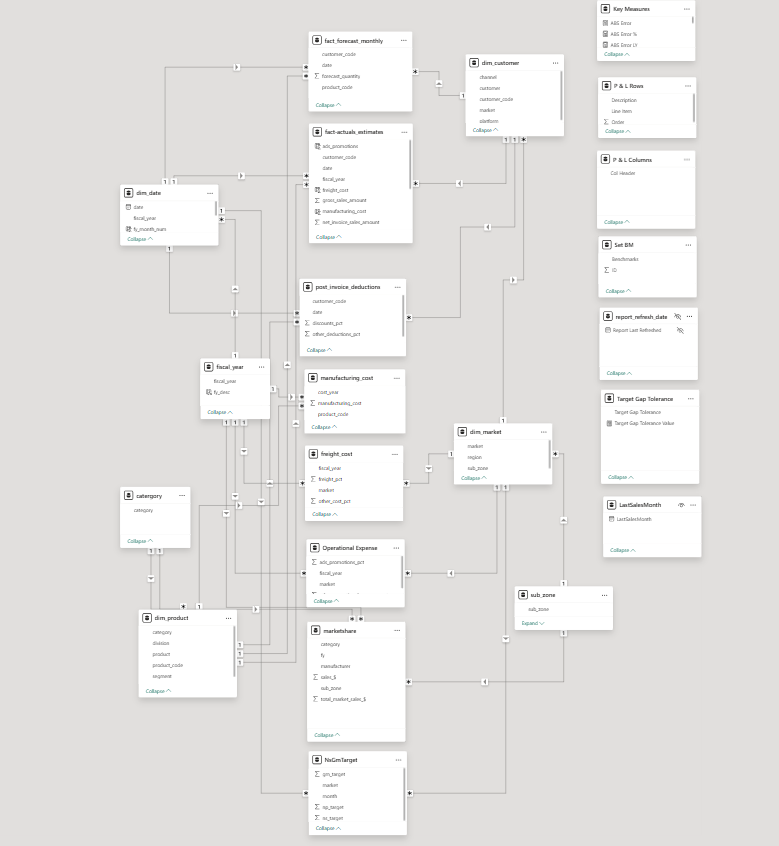 Key Measures
ABS Error
ABS Error %
ABS Error LY
Collapse
fact_forecast_monthly
customer_code
date
forecast_quantity
product_code
Collapse
dim_customer
channel
customer
customer_code
market
platform
Collapse
P & L Rows
Description
Line Item
Order
Collapse
fact-actuals_estimates
ads_promotions
customer_code
date
fiscal_year
freight_cost
gross_sales_amount
manufacturing_cost
net_invoice_sales_amount
Collapse
P & L Columns
Col Header
Collapse
dim_date
date
fiscal_year
fy_month_num
Collapse
Set BM
Benchmarks
ID
Collapse
post_invoice_deductions
customer_code
date
discounts_pct
other_deductions_pct
Collapse
report_refresh_date
Report Last Refreshed
Collapse
fiscal_year
fiscal_year
fy_desc
Collapse
manufacturing_cost
cost_year
manufacturing_cost
product_code
Collapse
Target Gap Tolerance
Target Gap Tolerance
Target Gap Tolerance Value
Collapse
dim_market
market
region
sub_zone
Collapse
freight_cost
fiscal_year
freight_pct
market
other_cost_pct
Collapse
catergory
category
Collapse
LastSalesMonth
LastSalesMonth
Collapse
Operational Expense
ads_promotions_pct
fiscal_year
market
Collapse
sub_zone
sub_zone
Expand
dim_product
category
division
product
product_code
segment
Collapse
marketshare
category
fy
manufacturer
sales_$
sub_zone
total_market_sales_$
Collapse
NsGmTarget
gm_target
market
month
np_target
ns_target
Collapse